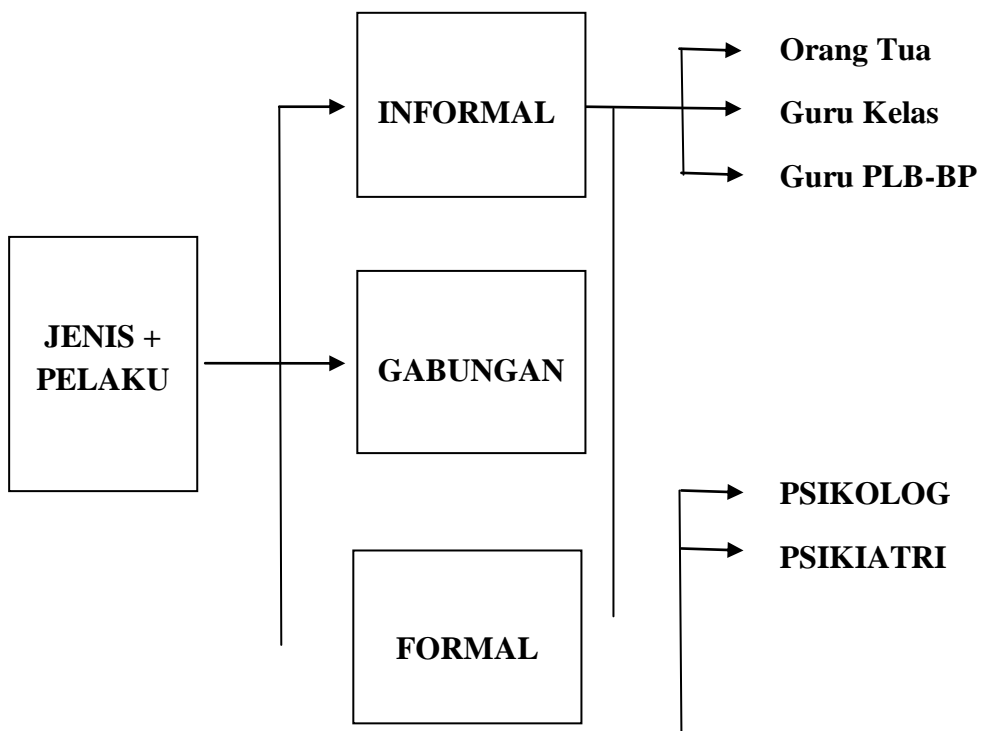 Orang Tua
INFORMAL
Guru Kelas
Guru PLB-BP
JENIS +
PELAKU
GABUNGAN
PSIKOLOG
PSIKIATRI
FORMAL